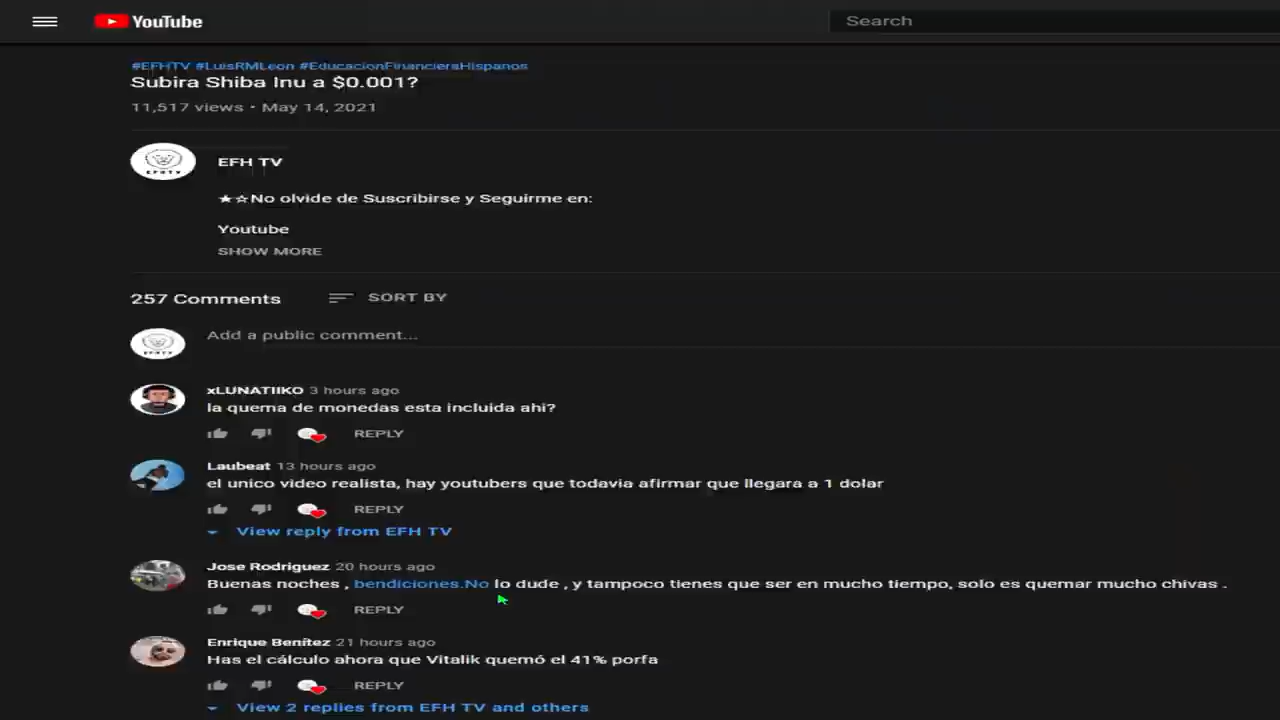 YouTube
Search
#EFHTV #LuisRMLeon #EducacionFinancieraHispanos
Subira Shiba Inu a $0.001?
11,517 views • May 14, 2021
EFH TV
EFH TV
★☆No olvide de Suscribirse y Seguirme en:
Youtube
SHOW MORE
257 Comments
SORT BY
EFHTV
Add a public comment...
xLUNATIIKO 3 hours ago
la quema de monedas esta incluida ahi?
REPLY
Laubeat 13 hours ago
el unico video realista, hay youtubers que todavia afirmar que llegara a 1 dolar
REPLY
View reply from EFH TV
Jose Rodriguez 20 hours ago
Buenas noches , bendiciones.No lo dude , y tampoco tienes que ser en mucho tiempo, solo es quemar mucho chivas .
REPLY
Enrique Benítez 21 hours ago
Has el cálculo ahora que Vitalik quemó el 41% porfa
REPLY
View 2 replies from EFH TV and others